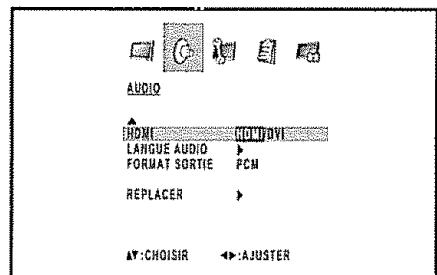 AUDIO
▲
HDMI HDMI/DVI
LANGUE AUDIO ▶
FORMAT SORTIE PCM
REPLACER ▶
▲▼:CHOISIR ◀▶:AJUSTER